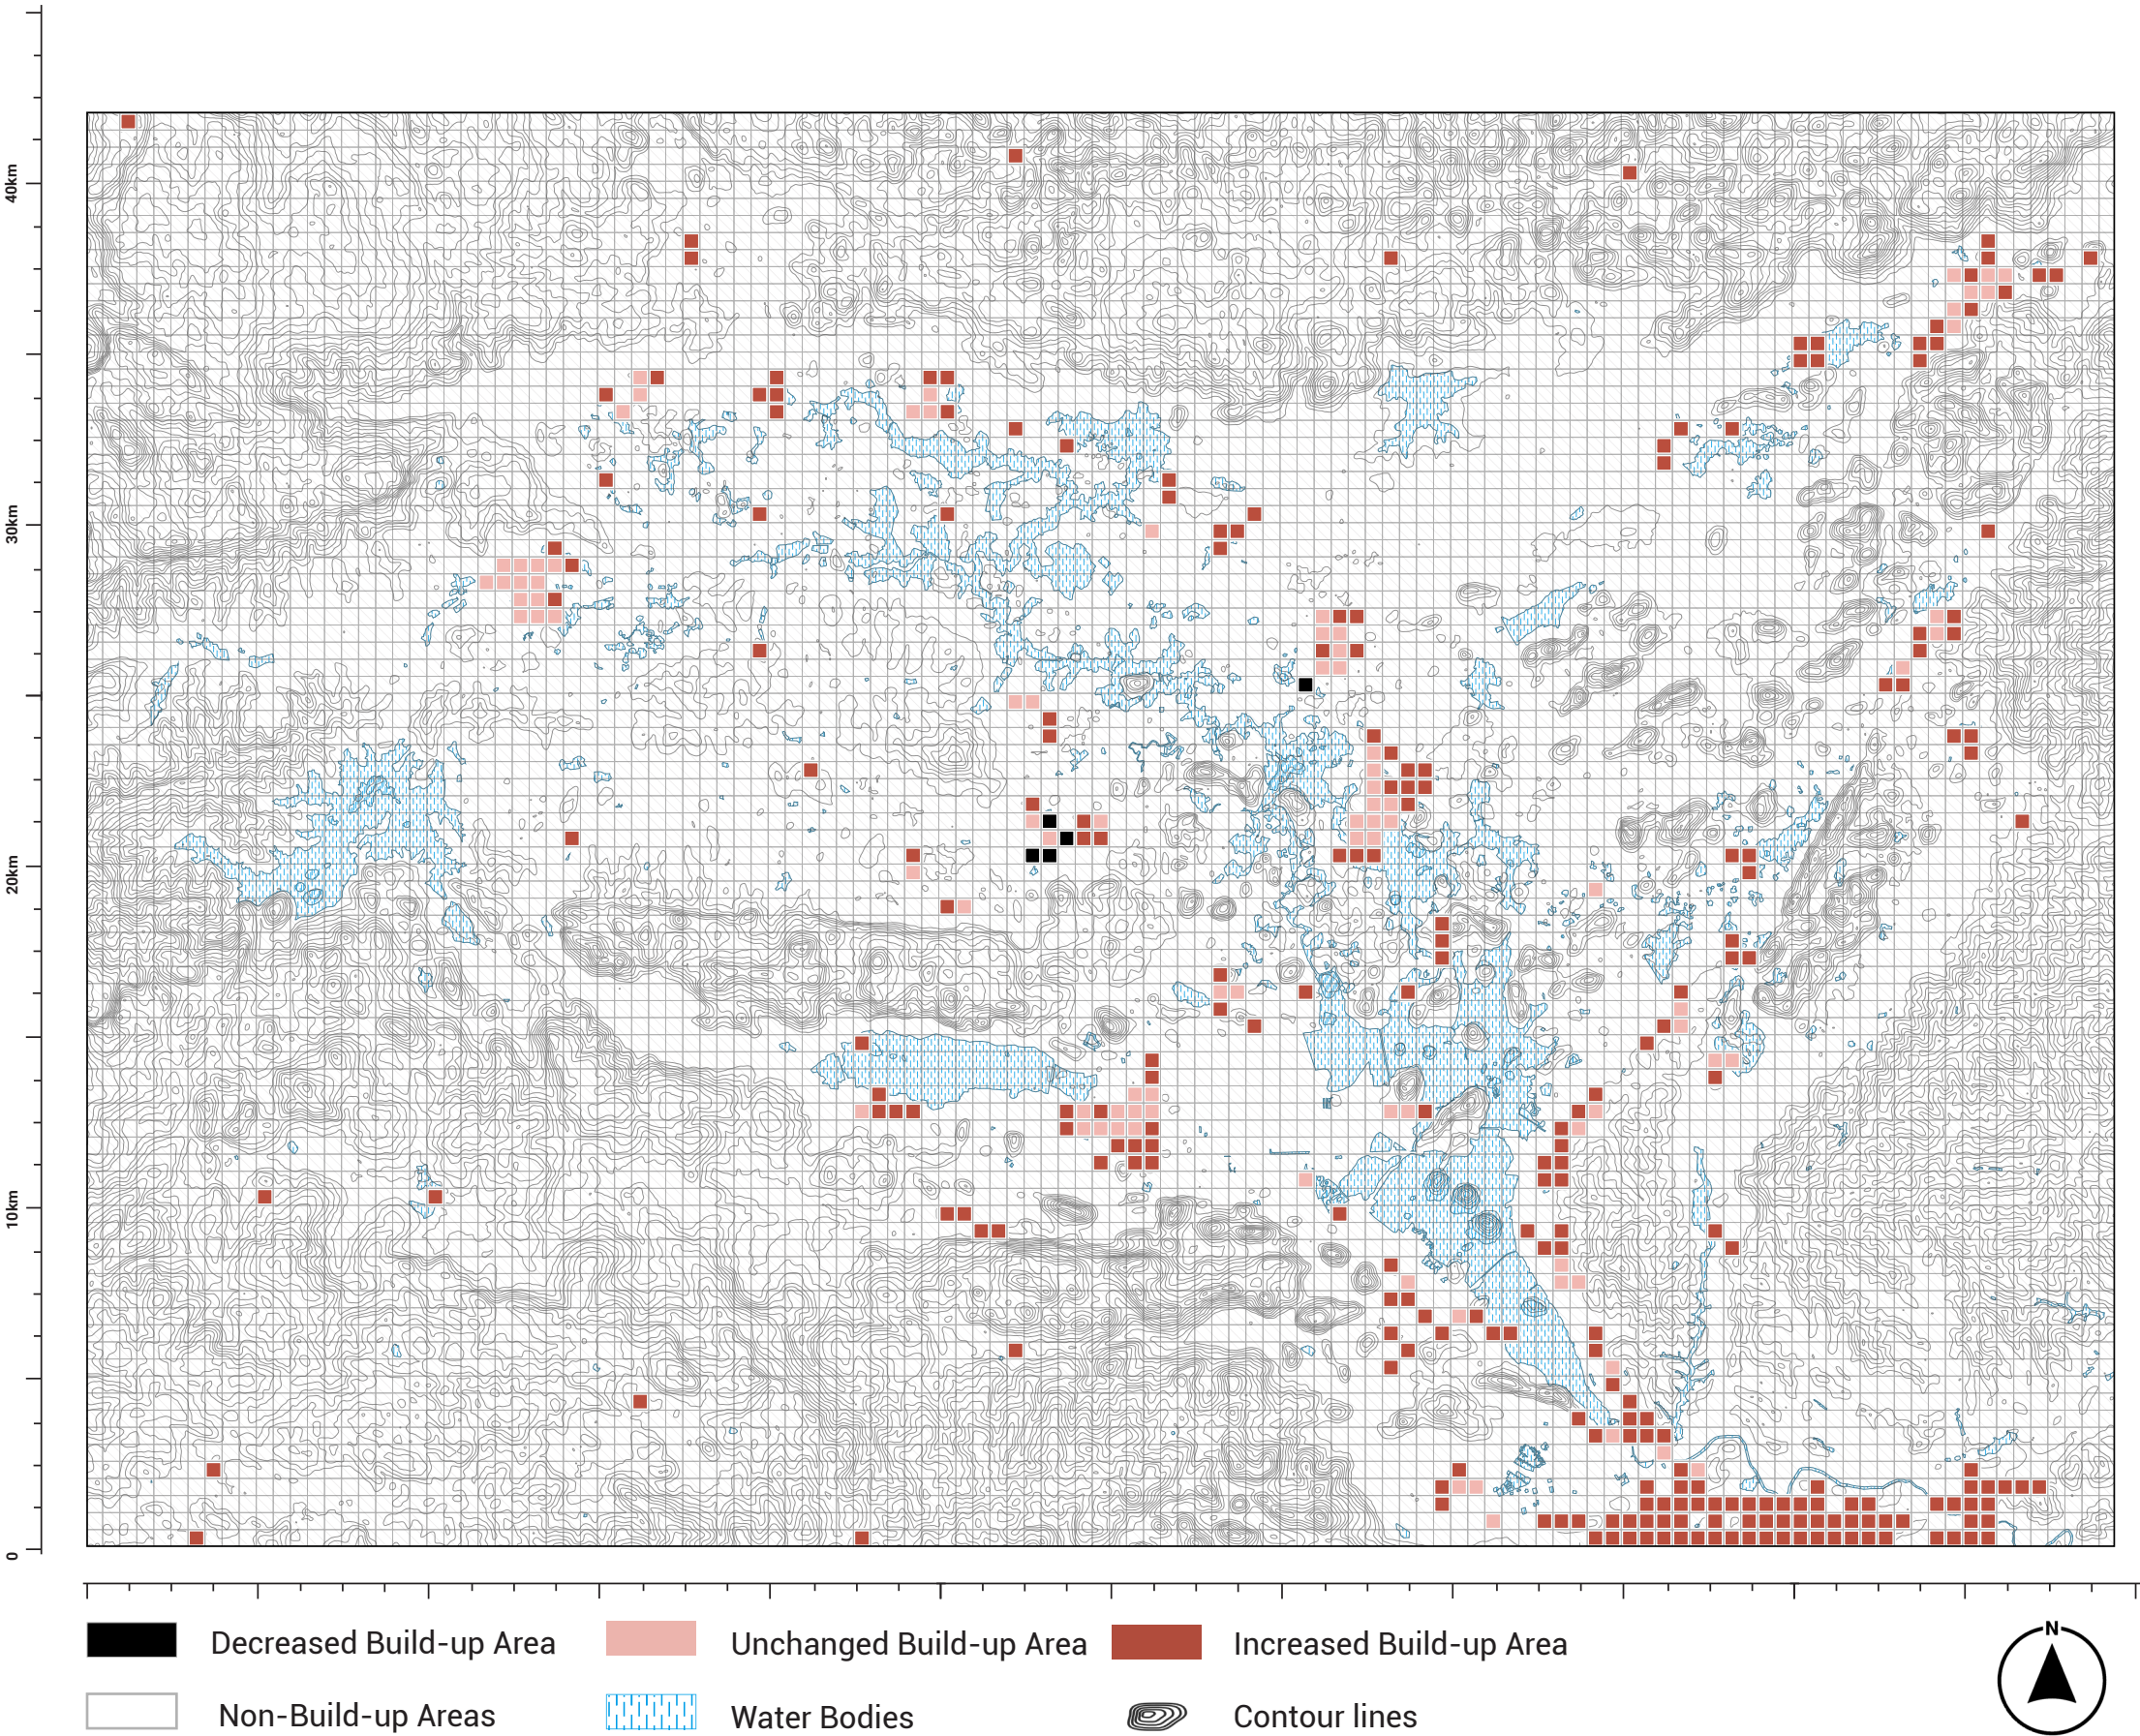 40km
30km
20km
10km
0
Decreased Build-up Area
Unchanged Build-up Area
Increased Build-up Area
N
Non-Build-up Areas
Water Bodies
Contour lines